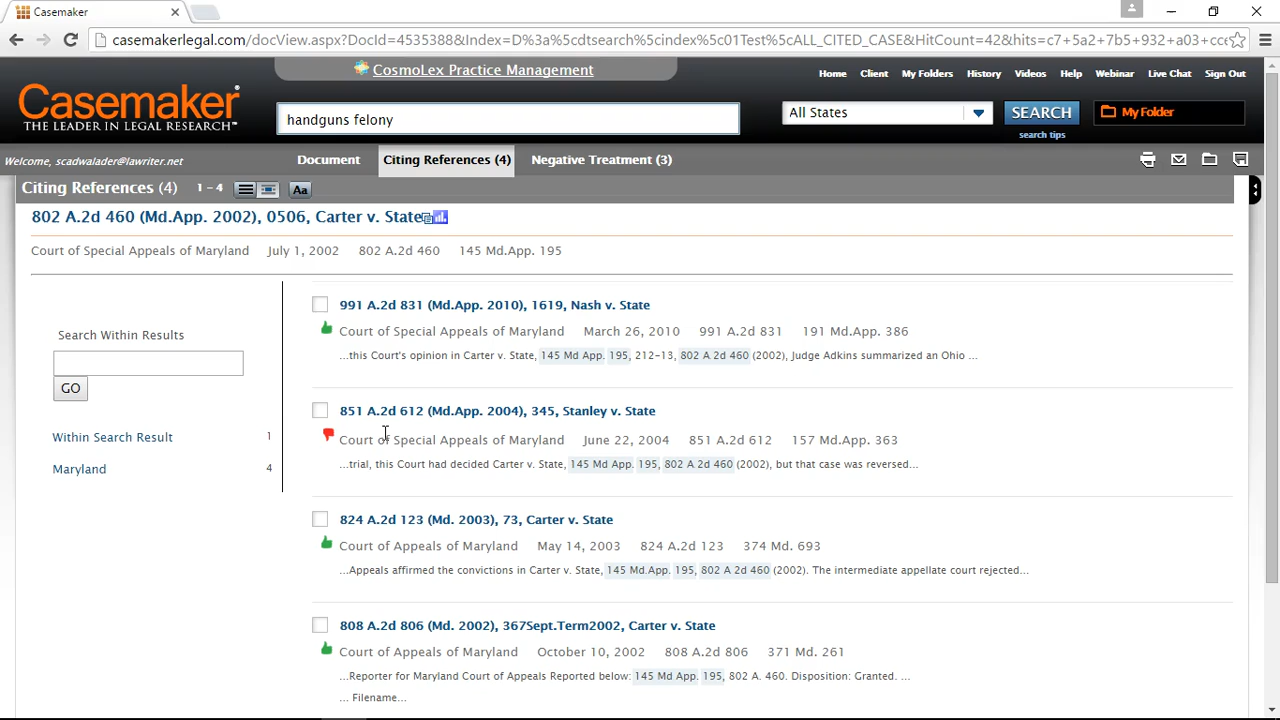 Casemaker
casemakerlegal.com/docView.aspx?DocId=4535388&Index=D%3a%5cdtsearch%5cindex%5c01Test%5cALL_CITED_CASE&HitCount=42&hits=c7+5a2+7b5+932+a03+cce
CosmoLex Practice Management
Home Client My Folders History Videos Help Webinar Live Chat Sign Out
Casemaker
THE LEADER IN LEGAL RESEARCH
handguns felony
All States
SEARCH
My Folder
search tips
Welcome, scadwalader@lawriter.net
Document Citing References (4) Negative Treatment (3)
Citing References (4) 1 – 4 Aa
802 A.2d 460 (Md.App. 2002), 0506, Carter v. State
Court of Special Appeals of Maryland July 1, 2002 802 A.2d 460 145 Md.App. 195
Search Within Results
GO
Within Search Result 1
Maryland 4
991 A.2d 831 (Md.App. 2010), 1619, Nash v. State
Court of Special Appeals of Maryland March 26, 2010 991 A.2d 831 191 Md.App. 386
...this Court's opinion in Carter v. State, 145 Md App. 195, 212-13, 802 A 2d 460 (2002), Judge Adkins summarized an Ohio ...
851 A.2d 612 (Md.App. 2004), 345, Stanley v. State
Court of Special Appeals of Maryland June 22, 2004 851 A.2d 612 157 Md.App. 363
...trial, this Court had decided Carter v. State, 145 Md App. 195, 802 A.2d 460 (2002), but that case was reversed...
824 A.2d 123 (Md. 2003), 73, Carter v. State
Court of Appeals of Maryland May 14, 2003 824 A.2d 123 374 Md. 693
...Appeals affirmed the convictions in Carter v. State, 145 Md.App. 195, 802 A 2d 460 (2002). The intermediate appellate court rejected...
808 A.2d 806 (Md. 2002), 367Sept.Term2002, Carter v. State
Court of Appeals of Maryland October 10, 2002 808 A.2d 806 371 Md. 261
...Reporter for Maryland Court of Appeals Reported below: 145 Md App. 195, 802 A. 460. Disposition: Granted. ...
... Filename...